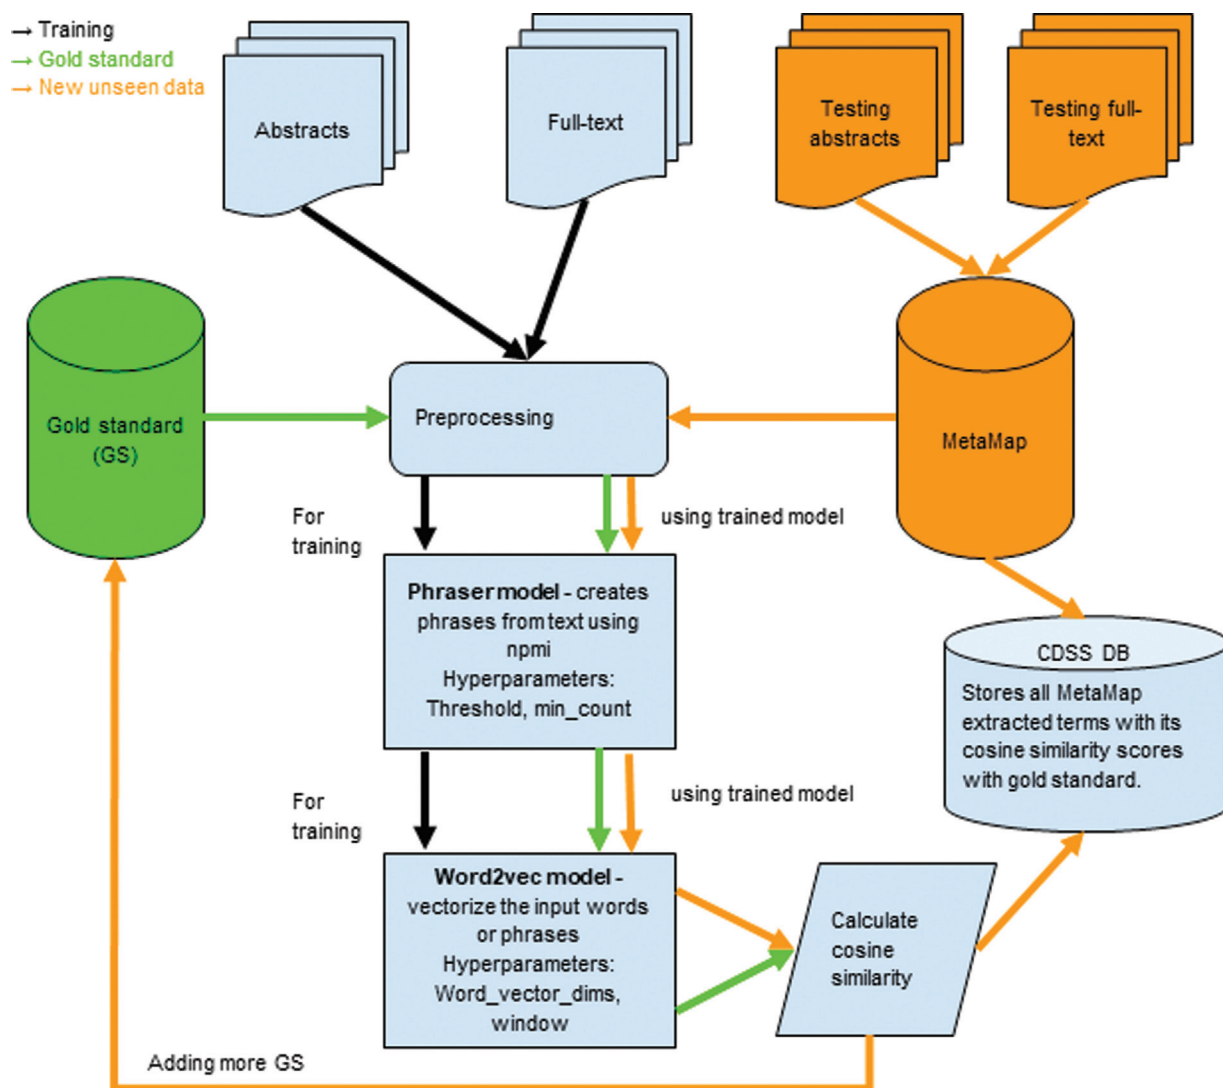 → Training
→ Gold standard
→ New unseen data
Abstracts
Full-text
Testing
abstracts
Testing full-
text
Gold standard
(GS)
Preprocessing
MetaMap
For
training
using trained model
Phraser model - creates
phrases from text using
npmi
Hyperparameters:
Threshold, min_count
CDSS DB
Stores all MetaMap
extracted terms with its
cosine similarity scores
with gold standard.
For
training
using trained model
Word2vec model -
vectorize the input words
or phrases
Hyperparameters:
Word_vector_dims,
window
Calculate
cosine
similarity
Adding more GS